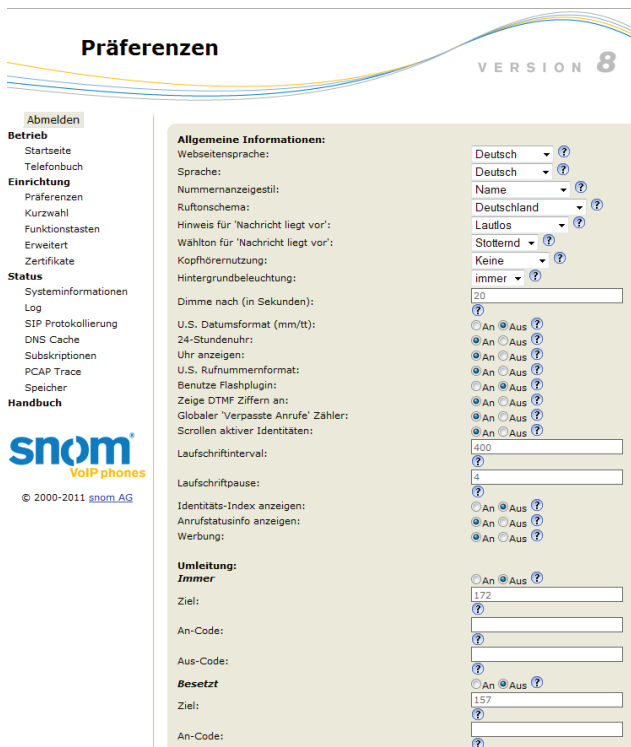 Präferenzen
VERSION 8
Abmelden
Betrieb
Startseite
Telefonbuch
Einrichtung
Präferenzen
Kurzwahl
Funktionstasten
Erweitert
Zertifikate
Status
Systeminformationen
Log
SIP Protokollierung
DNS Cache
Subskriptionen
PCAP Trace
Speicher
Handbuch
snom
VoIP phones
© 2000-2011 snom AG
Allgemeine Informationen:
Webseitensprache: Deutsch ?
Sprache: Deutsch ?
Nummernanzeigestil: Name ?
Ruftonschema: Deutschland ?
Hinweis für 'Nachricht liegt vor': Lautlos ?
Wählton für 'Nachricht liegt vor': Stotternd ?
Kopfhörernutzung: Keine ?
Hintergrundbeleuchtung: immer ?
Dimme nach (in Sekunden): 20
?
U.S. Datumsformat (mm/tt): An Aus ?
24-Stundenuhr: An Aus ?
Uhr anzeigen: An Aus ?
U.S. Rufnummernformat: An Aus ?
Benutze Flashplugin: An Aus ?
Zeige DTMF Ziffern an: An Aus ?
Globaler 'Verpasste Anrufe' Zähler: An Aus ?
Scrollen aktiver Identitäten: An Aus ?
Laufschriftinterval: 400
?
Laufschriftpause: 4
?
Identitäts-Index anzeigen: An Aus ?
Anrufstatusinfo anzeigen: An Aus ?
Werbung: An Aus ?
Umleitung:
Immer An Aus ?
Ziel: 172
?
An-Code:
?
Aus-Code:
?
Besetzt An Aus ?
Ziel: 157
?
An-Code:
?